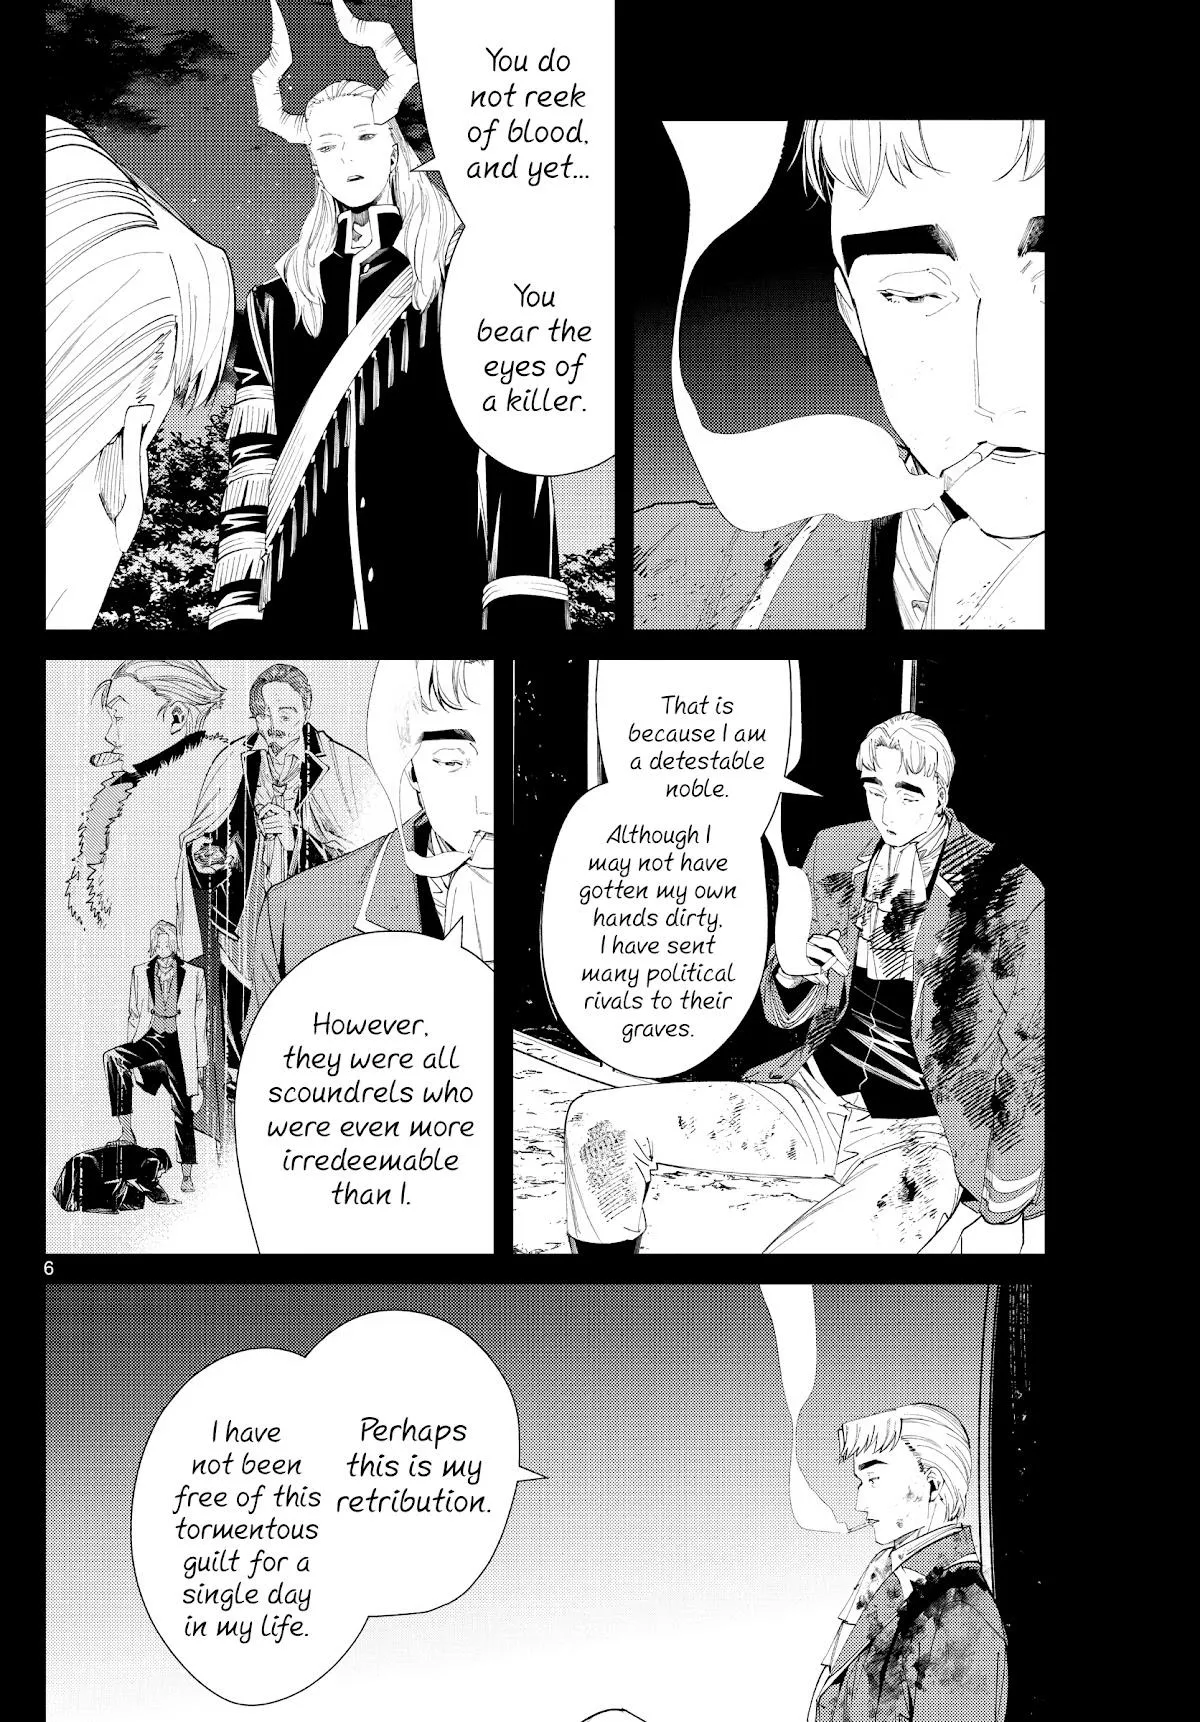 You do
not reek
of blood,
and yet...
You
bear the
eyes of
a killer.
That is
because I am
a detestable
noble.
Although I
may not have
gotten my own
hands dirty,
I have sent
many political
rivals to their
graves.
However,
they were all
scoundrels who
were even more
irredeemable
than I.
6
Perhaps
this is my
retribution.
I have
not been
free of this
tormentous
guilt for a
single day
in my life.